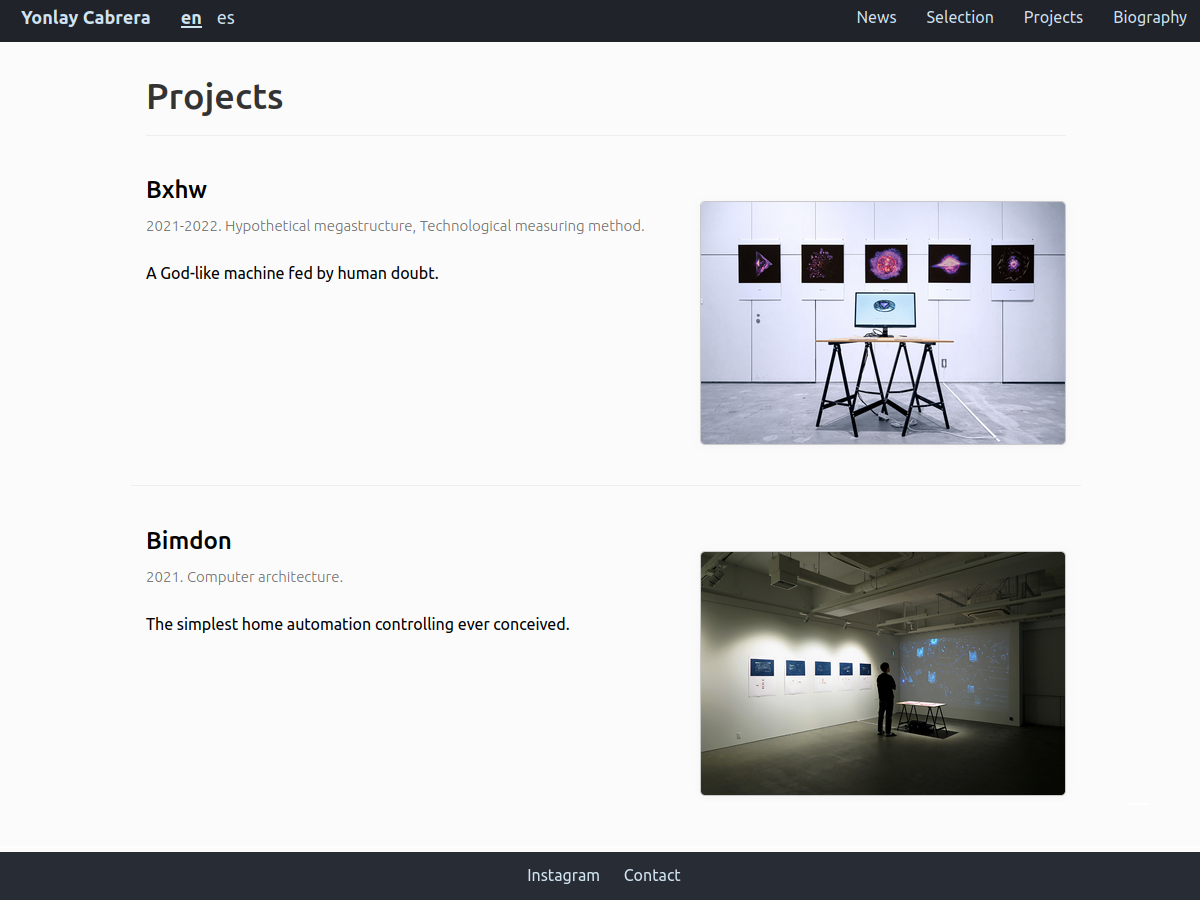 Yonlay Cabrera en es News Selection Projects Biography
Projects
Bxhw
2021-2022. Hypothetical megastructure, Technological measuring method.
A God-like machine fed by human doubt.
Bimdon
2021. Computer architecture.
The simplest home automation controlling ever conceived.
Instagram Contact